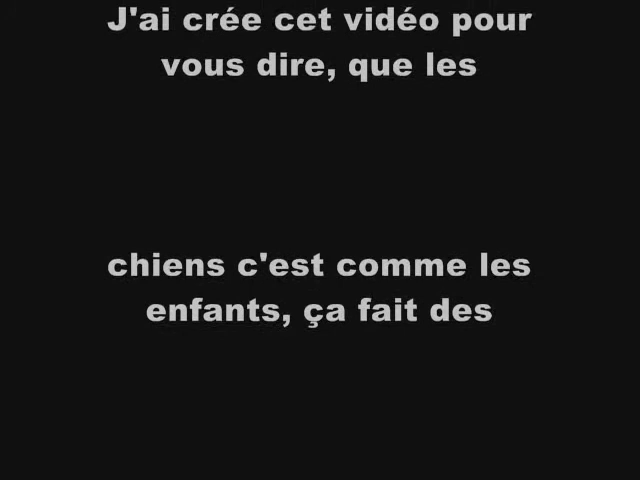 J'ai crée cet vidéo pour
vous dire, que les
chiens c'est comme les
enfants, ça fait des